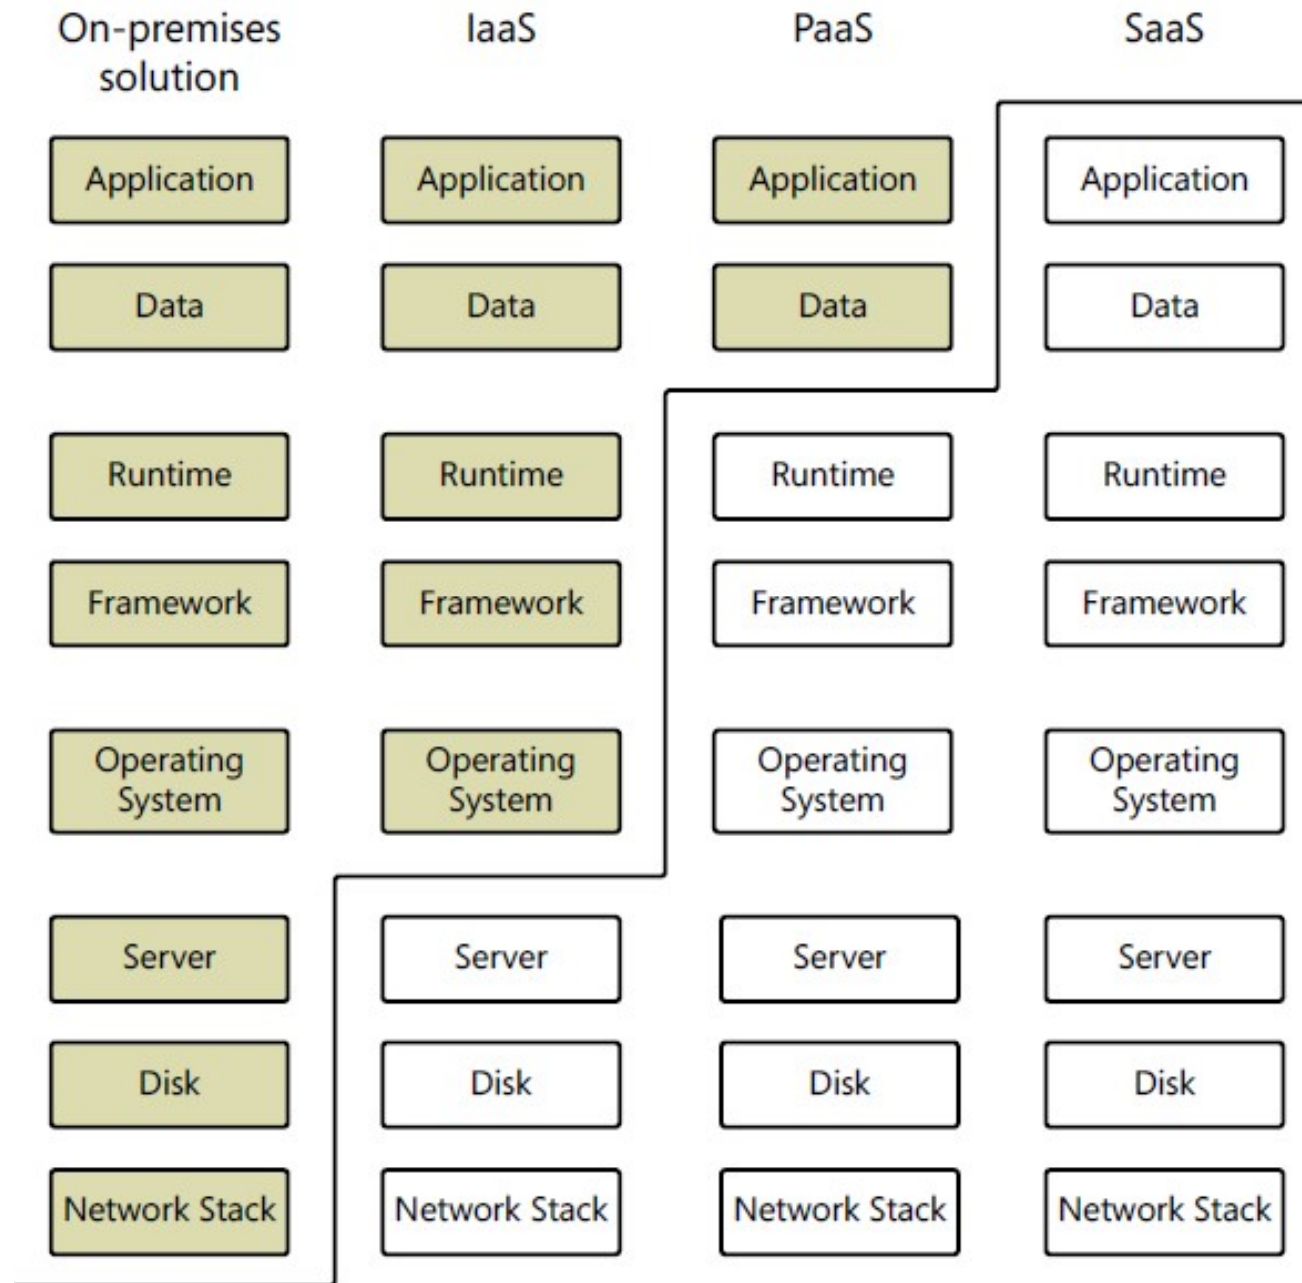 On-premises
solution
IaaS
PaaS
SaaS
Application
Application
Application
Application
Data
Data
Data
Data
Runtime
Runtime
Runtime
Runtime
Framework
Framework
Framework
Framework
Operating
System
Operating
System
Operating
System
Operating
System
Server
Server
Server
Server
Disk
Disk
Disk
Disk
Network Stack
Network Stack
Network Stack
Network Stack